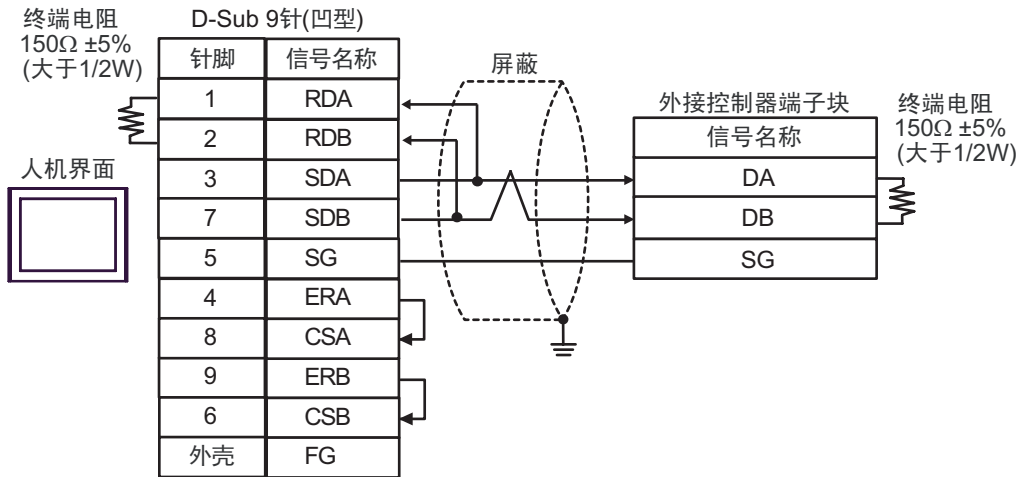 终端电阻
150Ω ±5%
(大于1/2W)
D-Sub 9针(凹型)
针脚 信号名称
1 RDA
2 RDB
3 SDA
7 SDB
5 SG
4 ERA
8 CSA
9 ERB
6 CSB
外壳 FG
人机界面
屏蔽
外接控制器端子块
信号名称
DA
DB
SG
终端电阻
150Ω ±5%
(大于1/2W)